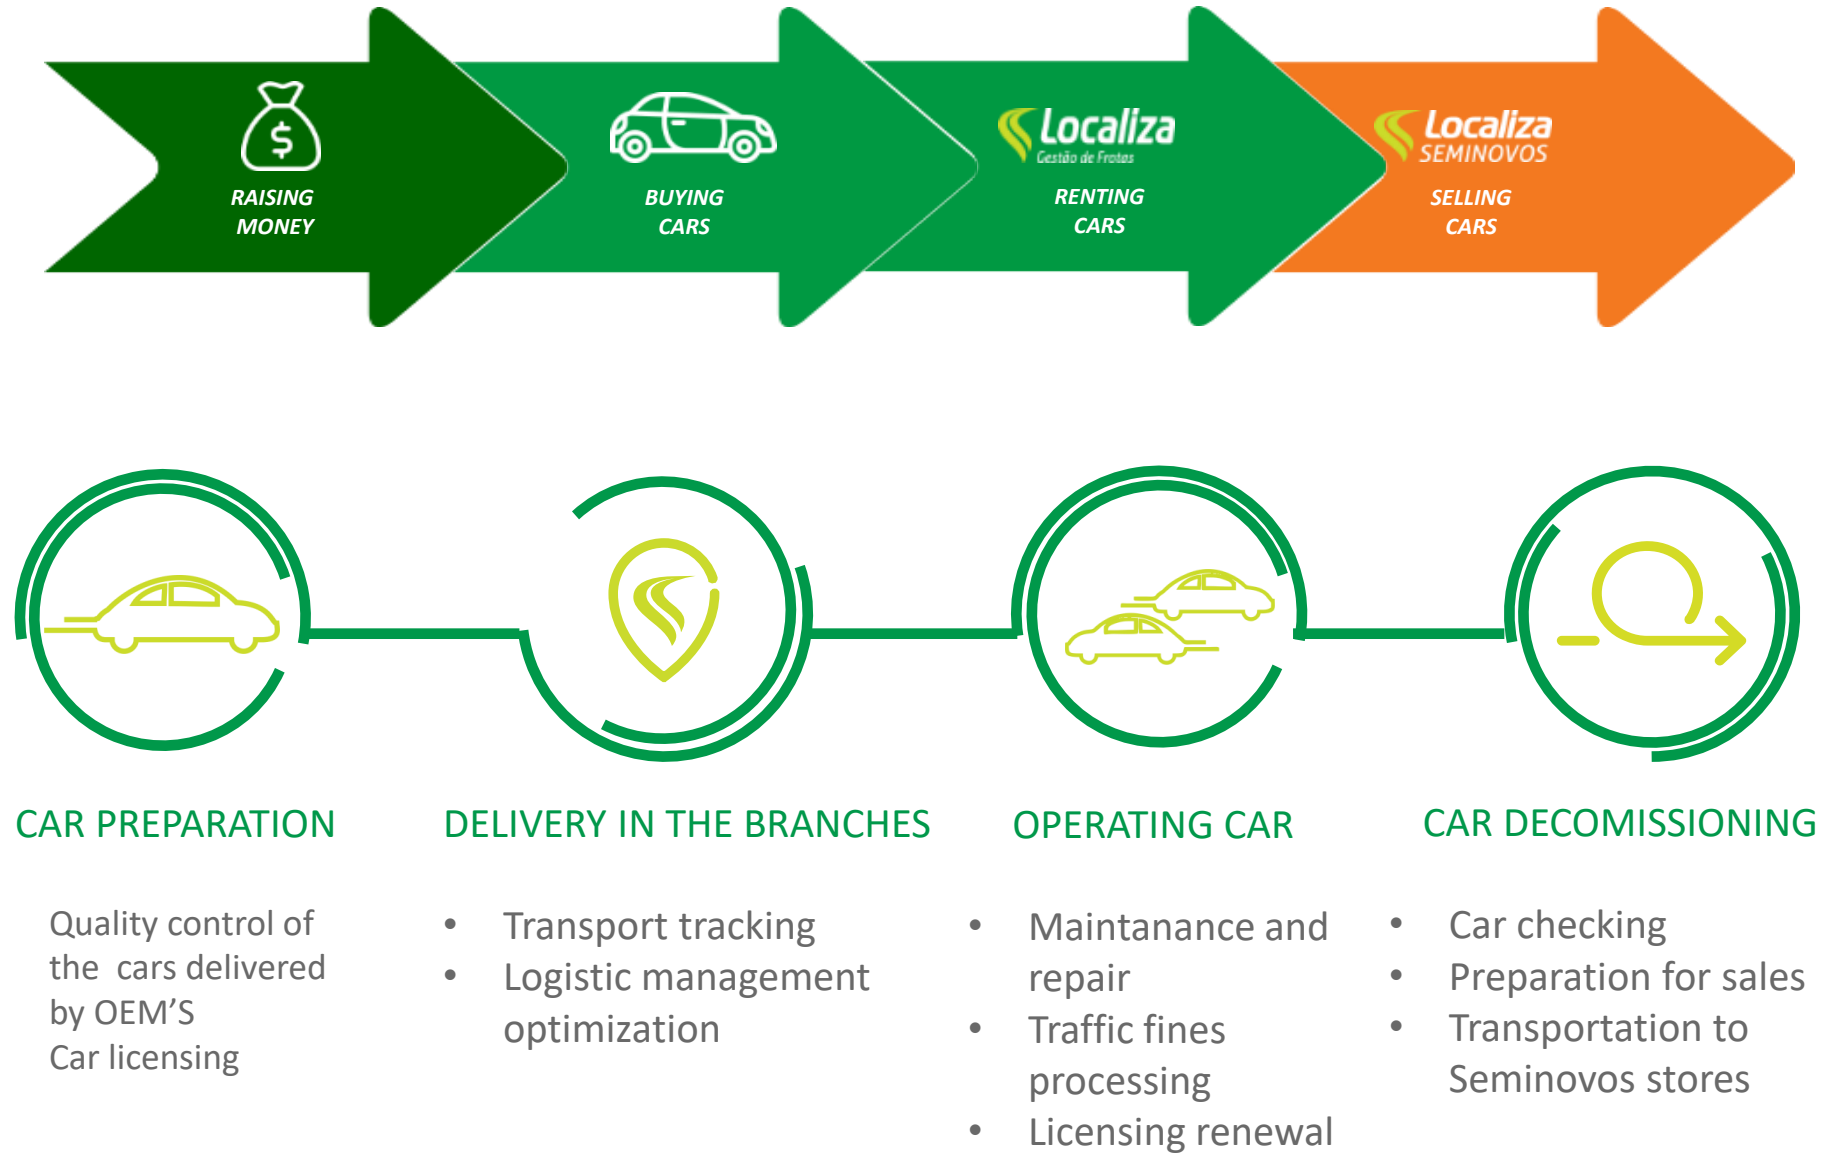 $
RAISING
MONEY
BUYING
CARS
Localiza
Gestão de Frotas
RENTING
CARS
Localiza
SEMINOVOS
SELLING
CARS
CAR PREPARATION
Quality control of
the cars delivered
by OEM’S
Car licensing
DELIVERY IN THE BRANCHES
• Transport tracking
• Logistic management
optimization
OPERATING CAR
• Maintanance and
repair
• Traffic fines
processing
• Licensing renewal
CAR DECOMISSIONING
• Car checking
• Preparation for sales
• Transportation to
Seminovos stores